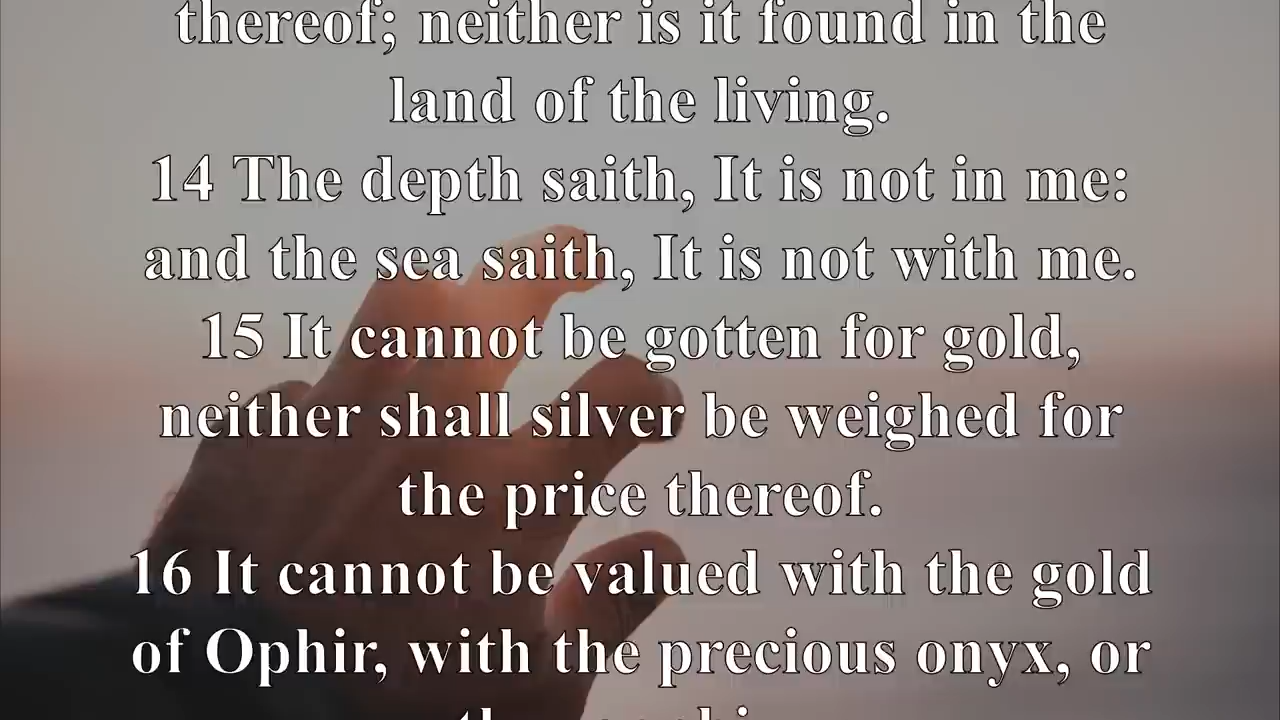 thereof; neither is it found in the
land of the living.
14 The depth saith, It is not in me:
and the sea saith, It is not with me.
15 It cannot be gotten for gold,
neither shall silver be weighed for
the price thereof.
16 It cannot be valued with the gold
of Ophir, with the precious onyx, or